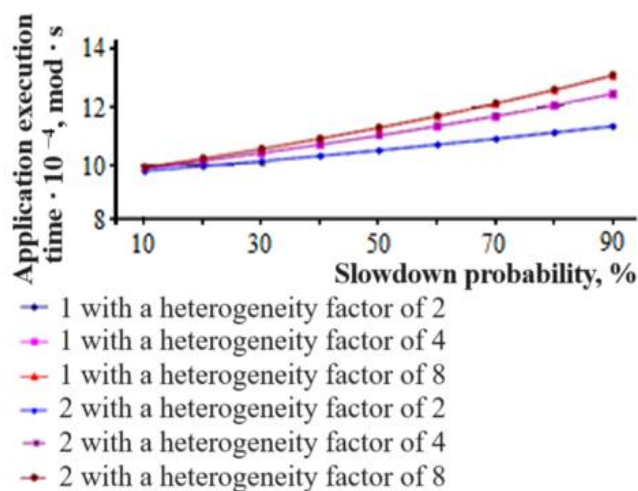 Application execution
time · 10⁻⁴, mod · s
14
12
10
8
10 30 50 70 90
Slowdown probability, %
1 with a heterogeneity factor of 2
1 with a heterogeneity factor of 4
1 with a heterogeneity factor of 8
2 with a heterogeneity factor of 2
2 with a heterogeneity factor of 4
2 with a heterogeneity factor of 8